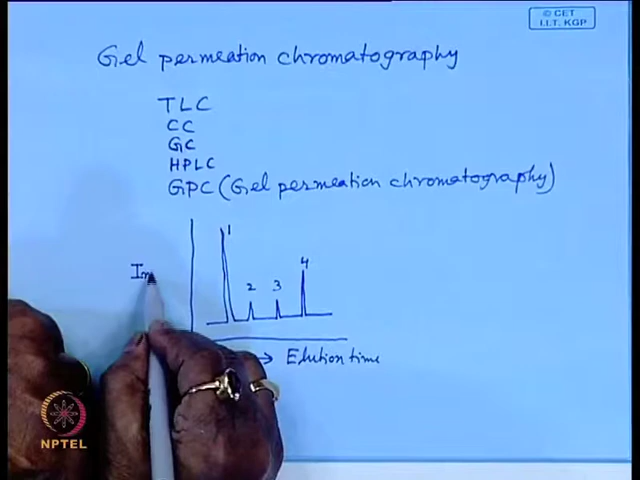 © CET
I.I.T. KGP
Gel permeation chromatography
TLC
CC
GC
HPLC
GPC (Gel permeation chromatography)
1
2 3 4
→ Elution time
NPTEL